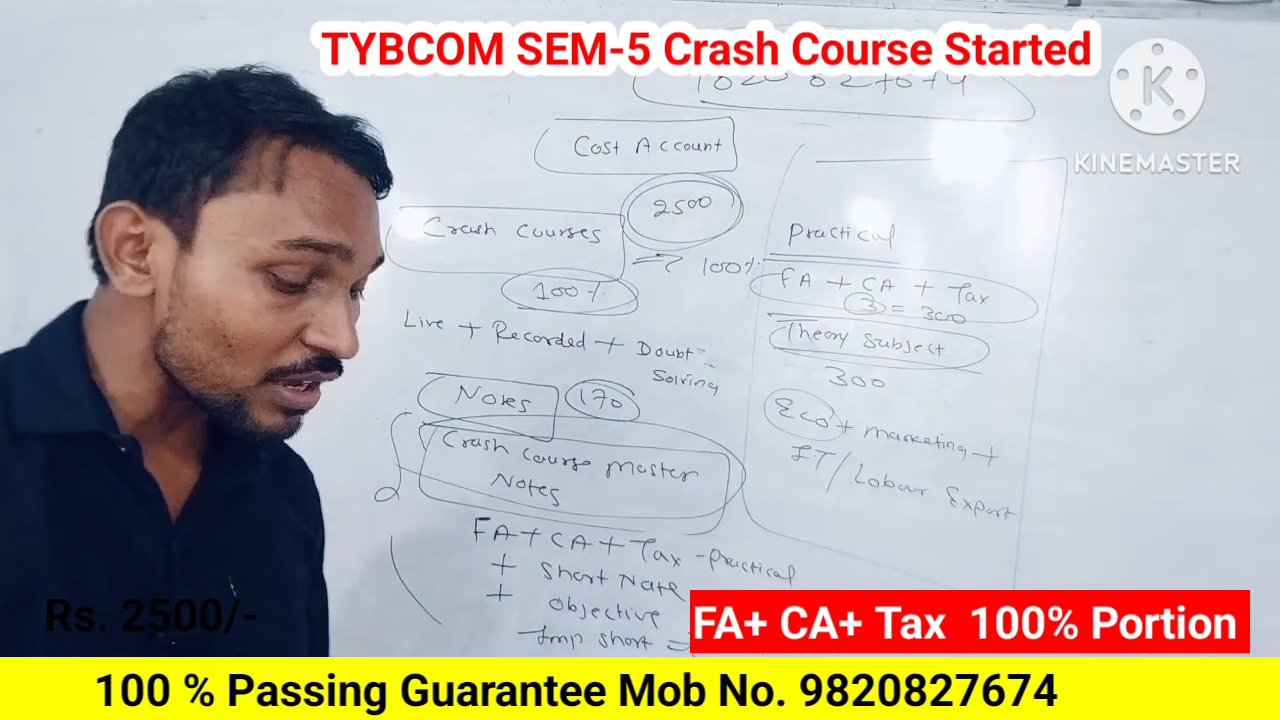 TYBCOM SEM-5 Crash Course Started
KINEMASTER
Cost Account
2500
Crash courses
100%
100%
Live + Recorded + Doubt
Solving
Notes
170
Crash course master
Notes
FA + CA + Tax - practical
+ Short Note
+ Objective
Imp short
Practical
FA + CA + Tax
3 = 300
Theory Subject
300
Eco + marketing +
/ Labour Export
Rs. 2500/-
FA+ CA+ Tax 100% Portion
100 % Passing Guarantee Mob No. 9820827674